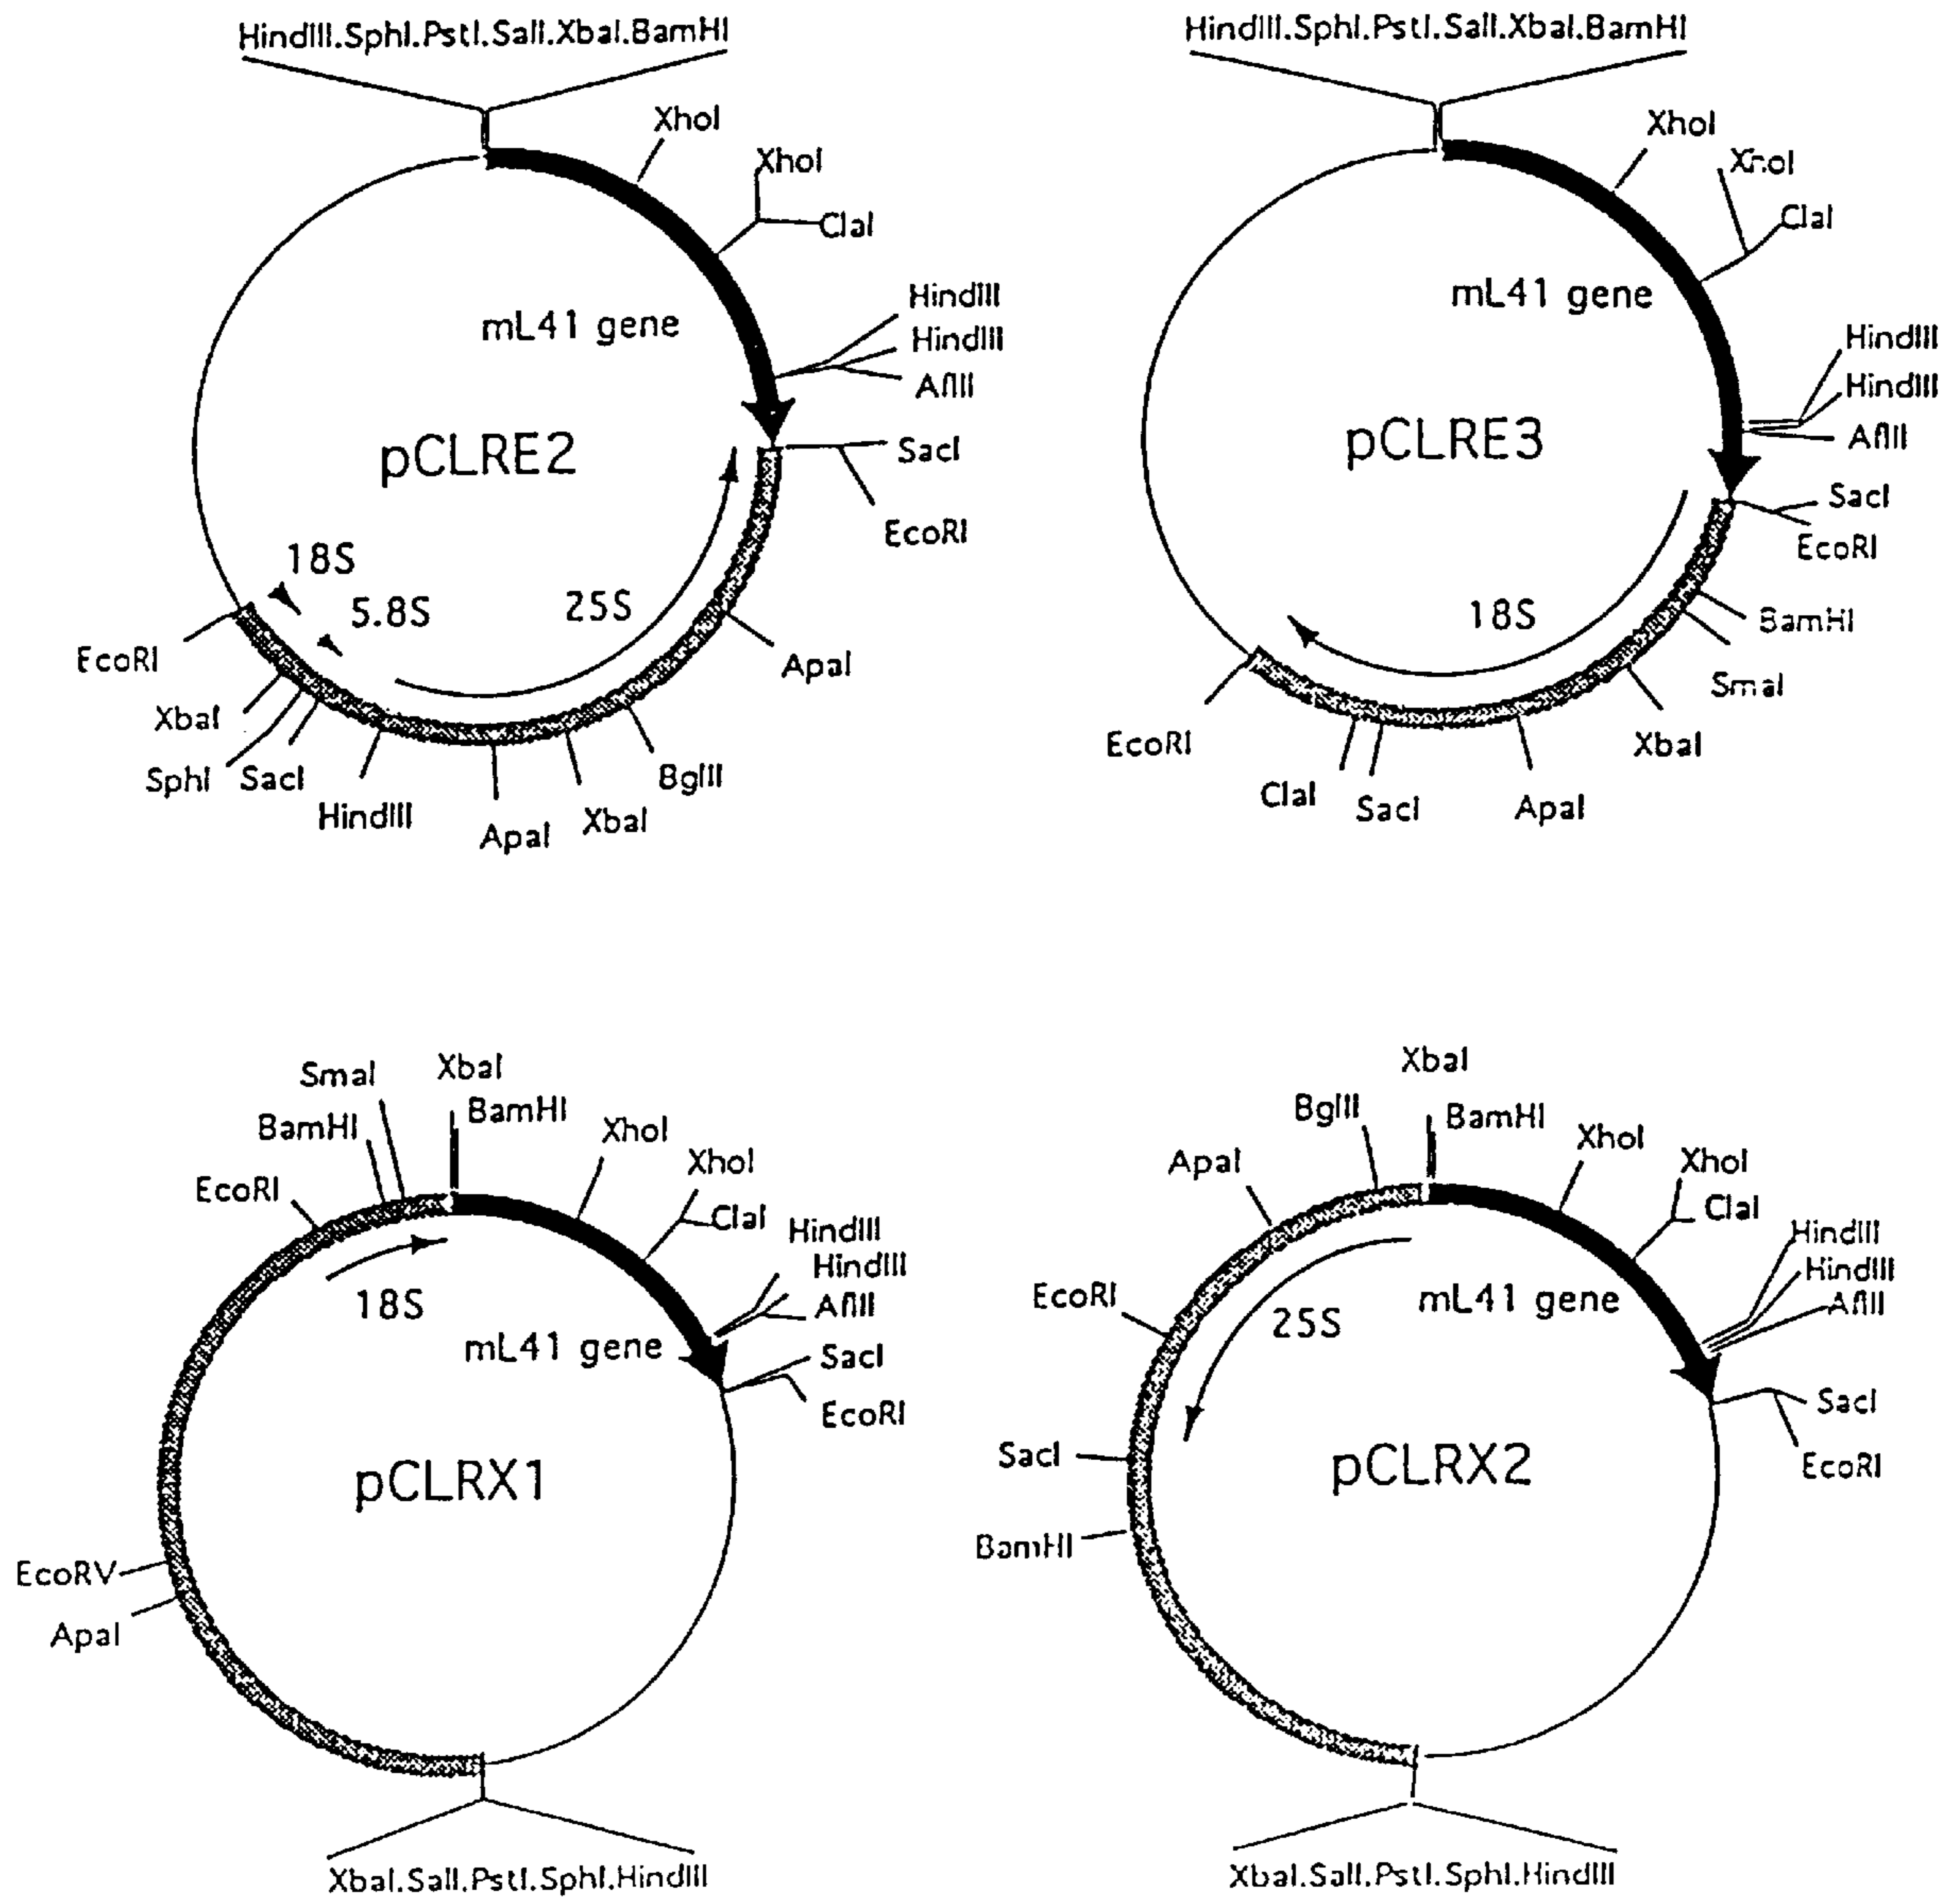 HindIII.SphI.PstI.SalI.XbaI.BamHI
XhoI
XhoI
ClaI
HindIII
HindIII
AflII
mL41 gene
pCLRE2
SacI
EcoRI
18S
5.8S
25S
EcoRI
ApaI
XbaI
SphI
SacI
HindIII
ApaI
XbaI
BglII
HindIII.SphI.PstI.SalI.XbaI.BamHI
XhoI
XhoI
ClaI
mL41 gene
HindIII
HindIII
AflII
pCLRE3
SacI
EcoRI
18S
BamHI
SmaI
XbaI
EcoRI
ClaI
SacI
ApaI
SmaI
XbaI
BamHI
BamHI
XhoI
XhoI
EcoRI
ClaI
HindIII
HindIII
AflII
18S
mL41 gene
SacI
EcoRI
pCLRX1
EcoRV
ApaI
XbaI.SalI.PstI.SphI.HindIII
XbaI
BglII
BamHI
XhoI
ApaI
XhoI
ClaI
HindIII
HindIII
AflII
EcoRI
mL41 gene
25S
SacI
SacI
pCLRX2
EcoRI
BamHI
XbaI.SalI.PstI.SphI.HindIII